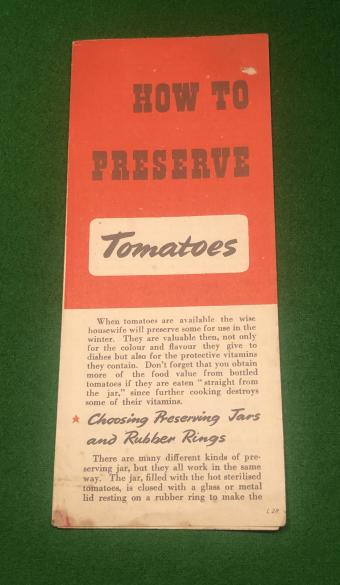 HOW TO
PRESERVE
Tomatoes
When tomatoes are available the wise
housewife will preserve some for use in the
winter. They are valuable then, not only
for the colour and flavour they give to
dishes but also for the protective vitamins
they contain. Don't forget that you obtain
more of the food value from bottled
tomatoes if they are eaten "straight from
the jar," since further cooking destroys
some of their vitamins.
★ Choosing Preserving Jars
and Rubber Rings
There are many different kinds of pre-
serving jar, but they all work in the same
way. The jar, filled with the hot sterilised
tomatoes, is closed with a glass or metal
lid resting on a rubber ring to make the